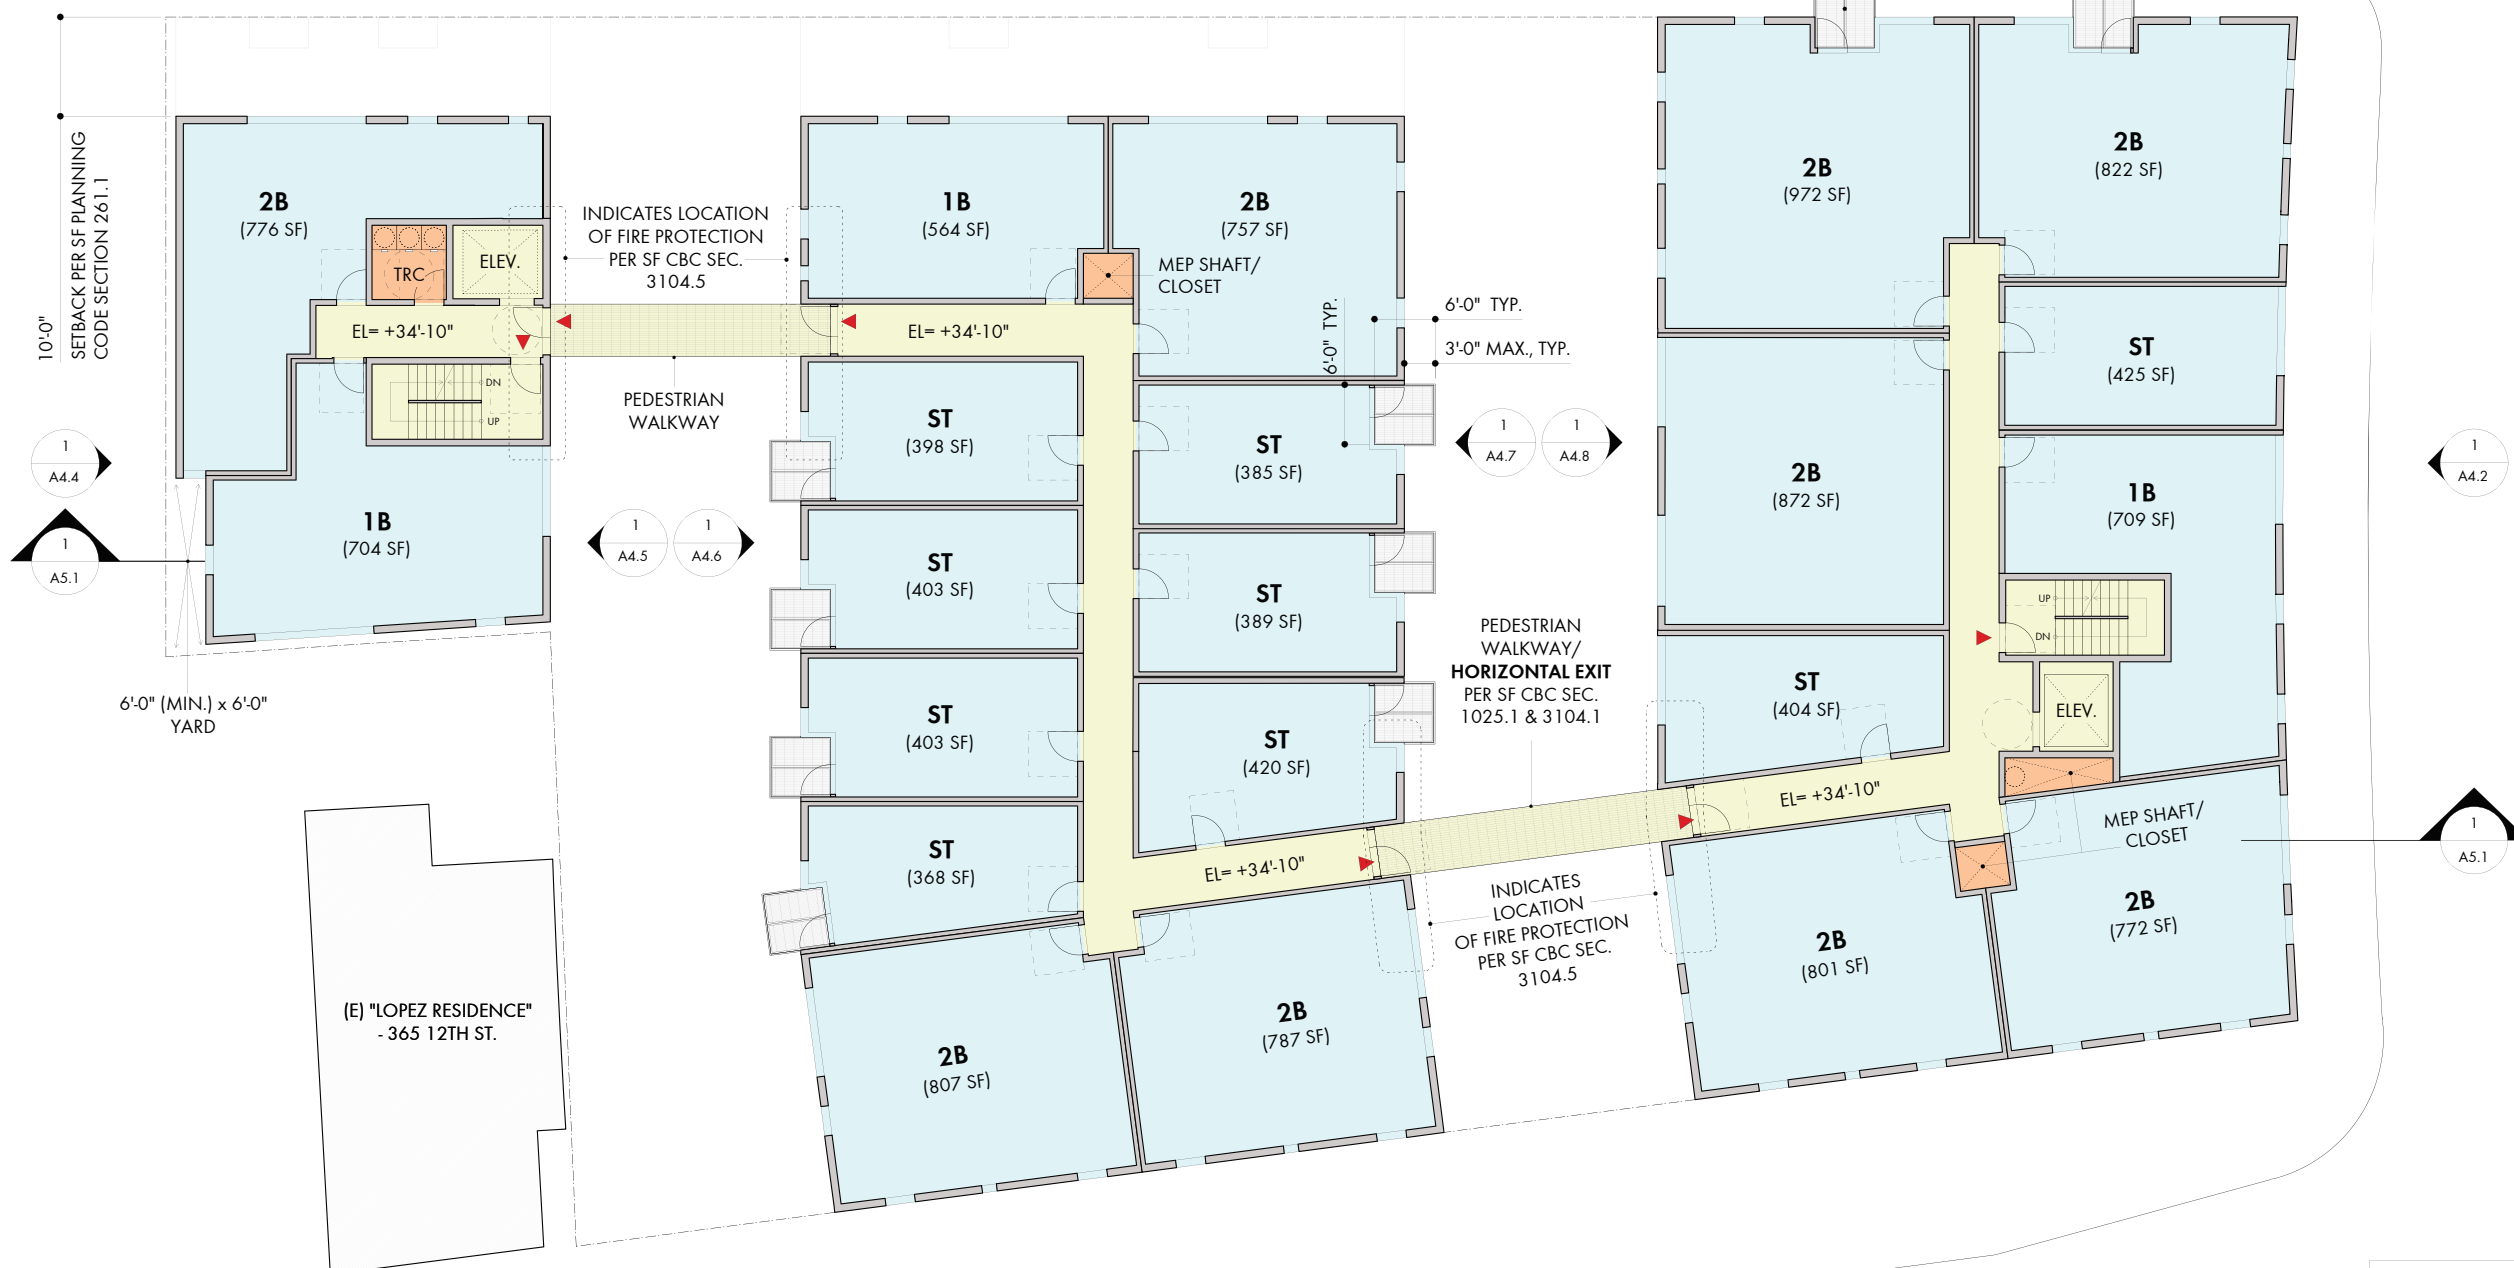 10'-0"
SETBACK PER SF PLANNING
CODE SECTION 261.1
2B
(776 SF)
TRC
ELEV.
EL= +34'-10"
DN
UP
1B
(704 SF)
1
A4.4
1
A5.1
6'-0" (MIN.) x 6'-0"
YARD
(E) "LOPEZ RESIDENCE"
- 365 12TH ST.
INDICATES LOCATION
OF FIRE PROTECTION
PER SF CBC SEC.
3104.5
PEDESTRIAN
WALKWAY
1
A4.5
1
A4.6
1B
(564 SF)
2B
(757 SF)
MEP SHAFT/
CLOSET
EL= +34'-10"
6'-0" TYP.
6'-0" TYP.
3'-0" MAX., TYP.
ST
(398 SF)
ST
(385 SF)
ST
(403 SF)
ST
(389 SF)
ST
(403 SF)
ST
(420 SF)
ST
(368 SF)
EL= +34'-10"
2B
(807 SF)
2B
(787 SF)
1
A4.7
1
A4.8
PEDESTRIAN
WALKWAY/
HORIZONTAL EXIT
PER SF CBC SEC.
1025.1 & 3104.1
INDICATES
LOCATION
OF FIRE PROTECTION
PER SF CBC SEC.
3104.5
2B
(972 SF)
2B
(822 SF)
ST
(425 SF)
2B
(872 SF)
1B
(709 SF)
UP
DN
ST
(404 SF)
ELEV.
EL= +34'-10"
MEP SHAFT/
CLOSET
2B
(801 SF)
2B
(772 SF)
1
A4.2
1
A5.1